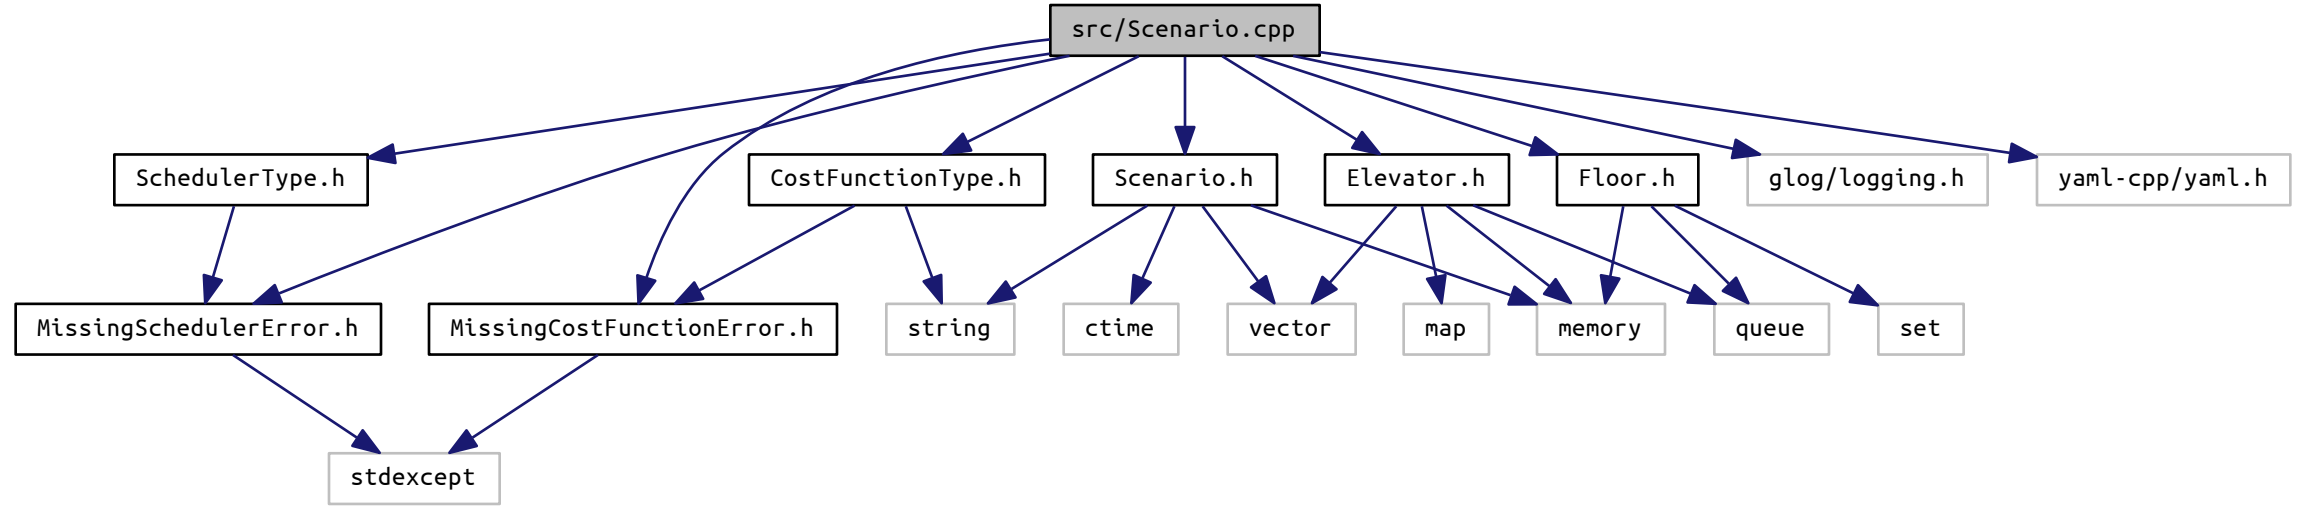 src/Scenario.cpp
SchedulerType.h
CostFunctionType.h
Scenario.h
Elevator.h
Floor.h
glog/logging.h
yaml-cpp/yaml.h
MissingSchedulerError.h
MissingCostFunctionError.h
string
ctime
vector
map
memory
queue
set
stdexcept